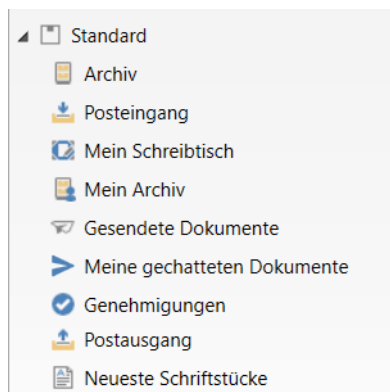 Standard
Archiv
Posteingang
Mein Schreibtisch
Mein Archiv
Gesendete Dokumente
Meine gechatteten Dokumente
Genehmigungen
Postausgang
Neueste Schriftstücke